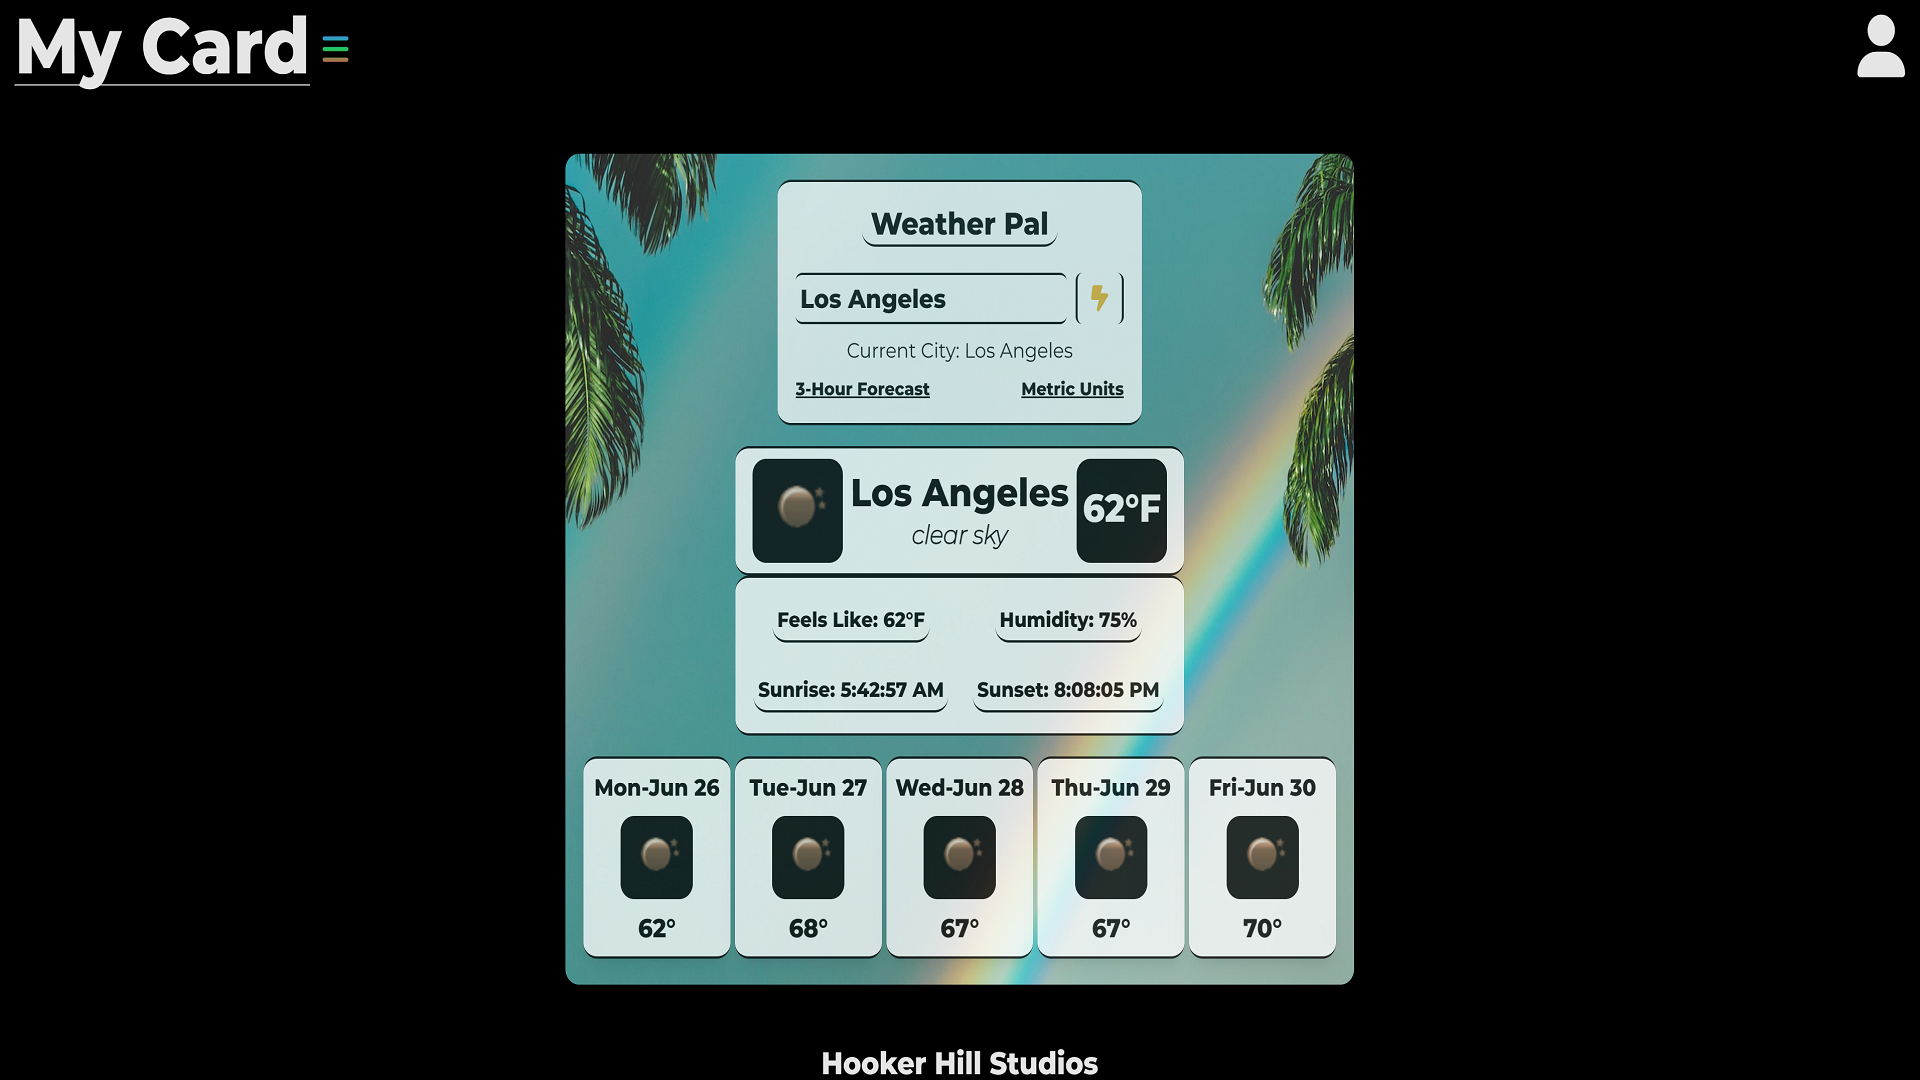 My Card
Weather Pal
Los Angeles
Current City: Los Angeles
3-Hour Forecast Metric Units
Los Angeles
clear sky
62°F
Feels Like: 62°F Humidity: 75%
Sunrise: 5:42:57 AM Sunset: 8:08:05 PM
Mon-Jun 26 Tue-Jun 27 Wed-Jun 28 Thu-Jun 29 Fri-Jun 30
62° 68° 67° 67° 70°
Hooker Hill Studios